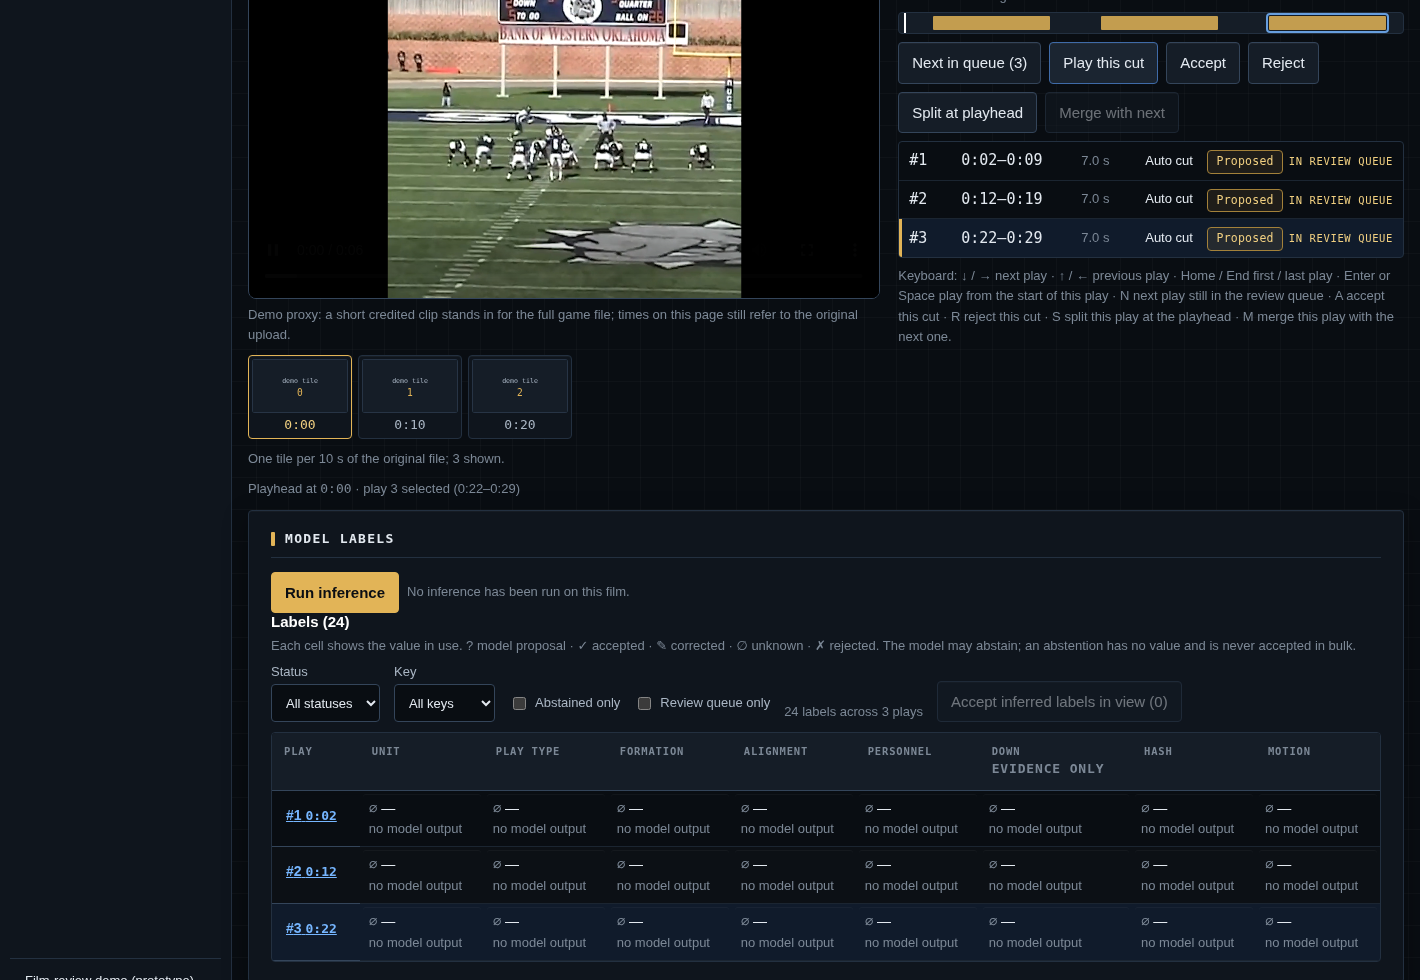 DOWN
QUARTER
5 TO GO
BALL ON 26
BANK OF WESTERN OKLAHOMA
Demo proxy: a short credited clip stands in for the full game file; times on this page still refer to the original
upload.
demo tile
0
0:00
demo tile
1
0:10
demo tile
2
0:20
One tile per 10 s of the original file; 3 shown.
Playhead at 0:00 · play 3 selected (0:22–0:29)
Next in queue (3)
Play this cut
Accept
Reject
Split at playhead
Merge with next
#1 0:02–0:09 7.0 s Auto cut Proposed IN REVIEW QUEUE
#2 0:12–0:19 7.0 s Auto cut Proposed IN REVIEW QUEUE
#3 0:22–0:29 7.0 s Auto cut Proposed IN REVIEW QUEUE
Keyboard: ↓ / → next play · ↑ / ← previous play · Home / End first / last play · Enter or
Space play from the start of this play · N next play still in the review queue · A accept
this cut · R reject this cut · S split this play at the playhead · M merge this play with the
next one.
MODEL LABELS
Run inference
No inference has been run on this film.
Labels (24)
Each cell shows the value in use. ? model proposal · ✓ accepted · ✎ corrected · ∅ unknown · ✗ rejected. The model may abstain; an abstention has no value and is never accepted in bulk.
Status
Key
All statuses
All keys
Abstained only
Review queue only
24 labels across 3 plays
Accept inferred labels in view (0)
PLAY UNIT PLAY TYPE FORMATION ALIGNMENT PERSONNEL DOWN HASH MOTION
EVIDENCE ONLY
#1 0:02 ∅ — ∅ — ∅ — ∅ — ∅ — ∅ — ∅ — ∅ —
no model output no model output no model output no model output no model output no model output no model output no model output
#2 0:12 ∅ — ∅ — ∅ — ∅ — ∅ — ∅ — ∅ — ∅ —
no model output no model output no model output no model output no model output no model output no model output no model output
#3 0:22 ∅ — ∅ — ∅ — ∅ — ∅ — ∅ — ∅ — ∅ —
no model output no model output no model output no model output no model output no model output no model output no model output
Film review demo (prototype)